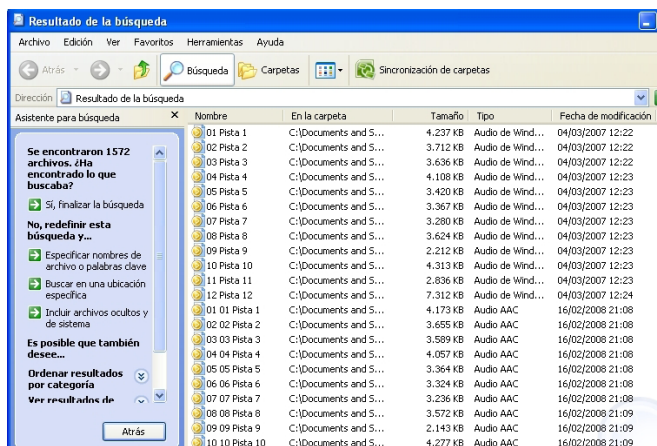 Resultado de la búsqueda
Archivo Edición Ver Favoritos Herramientas Ayuda
Atrás Búsqueda Carpetas Sincronización de carpetas
Dirección Resultado de la búsqueda
Asistente para búsqueda
Se encontraron 1572
archivos. ¿Ha
encontrado lo que
buscaba?
Sí, finalizar la búsqueda
No, redefinir esta
búsqueda y...
Especificar nombres de
archivo o palabras clave
Buscar en una ubicación
específica
Incluir archivos ocultos y
de sistema
Es posible que también
desee...
Ordenar resultados
por categoría
Ver resultados de
Atrás
Nombre En la carpeta Tamaño Tipo Fecha de modificación
01 Pista 1 C:\Documents and S... 4.237 KB Audio de Wind... 04/03/2007 12:22
02 Pista 2 C:\Documents and S... 3.712 KB Audio de Wind... 04/03/2007 12:22
03 Pista 3 C:\Documents and S... 3.636 KB Audio de Wind... 04/03/2007 12:22
04 Pista 4 C:\Documents and S... 4.108 KB Audio de Wind... 04/03/2007 12:23
05 Pista 5 C:\Documents and S... 3.420 KB Audio de Wind... 04/03/2007 12:23
06 Pista 6 C:\Documents and S... 3.367 KB Audio de Wind... 04/03/2007 12:23
07 Pista 7 C:\Documents and S... 3.280 KB Audio de Wind... 04/03/2007 12:23
08 Pista 8 C:\Documents and S... 3.624 KB Audio de Wind... 04/03/2007 12:23
09 Pista 9 C:\Documents and S... 2.212 KB Audio de Wind... 04/03/2007 12:23
10 Pista 10 C:\Documents and S... 4.313 KB Audio de Wind... 04/03/2007 12:23
11 Pista 11 C:\Documents and S... 2.836 KB Audio de Wind... 04/03/2007 12:23
12 Pista 12 C:\Documents and S... 7.312 KB Audio de Wind... 04/03/2007 12:24
01 01 Pista 1 C:\Documents and S... 4.173 KB Audio AAC 16/02/2008 21:08
02 02 Pista 2 C:\Documents and S... 3.655 KB Audio AAC 16/02/2008 21:08
03 03 Pista 3 C:\Documents and S... 3.589 KB Audio AAC 16/02/2008 21:08
04 04 Pista 4 C:\Documents and S... 4.057 KB Audio AAC 16/02/2008 21:08
05 05 Pista 5 C:\Documents and S... 3.364 KB Audio AAC 16/02/2008 21:08
06 06 Pista 6 C:\Documents and S... 3.324 KB Audio AAC 16/02/2008 21:08
07 07 Pista 7 C:\Documents and S... 3.236 KB Audio AAC 16/02/2008 21:08
08 08 Pista 8 C:\Documents and S... 3.572 KB Audio AAC 16/02/2008 21:09
09 09 Pista 9 C:\Documents and S... 2.143 KB Audio AAC 16/02/2008 21:09
10 10 Pista 10 C:\Documents and S... 4.277 KB Audio AAC 16/02/2008 21:09